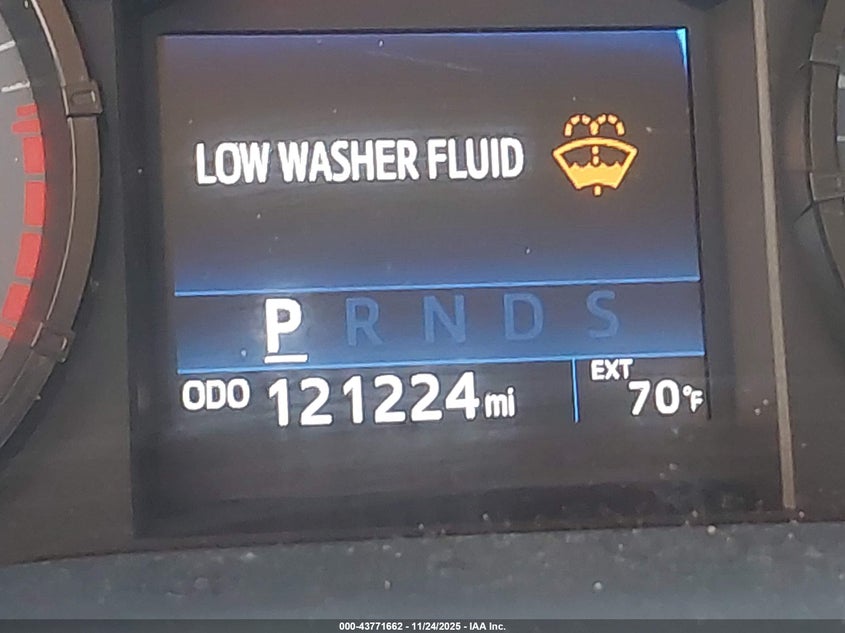 LOW WASHER FLUID
P R N D S
ODO 121224 mi
EXT
70°F
000-43771662 - 11/24/2025 - IAA Inc.